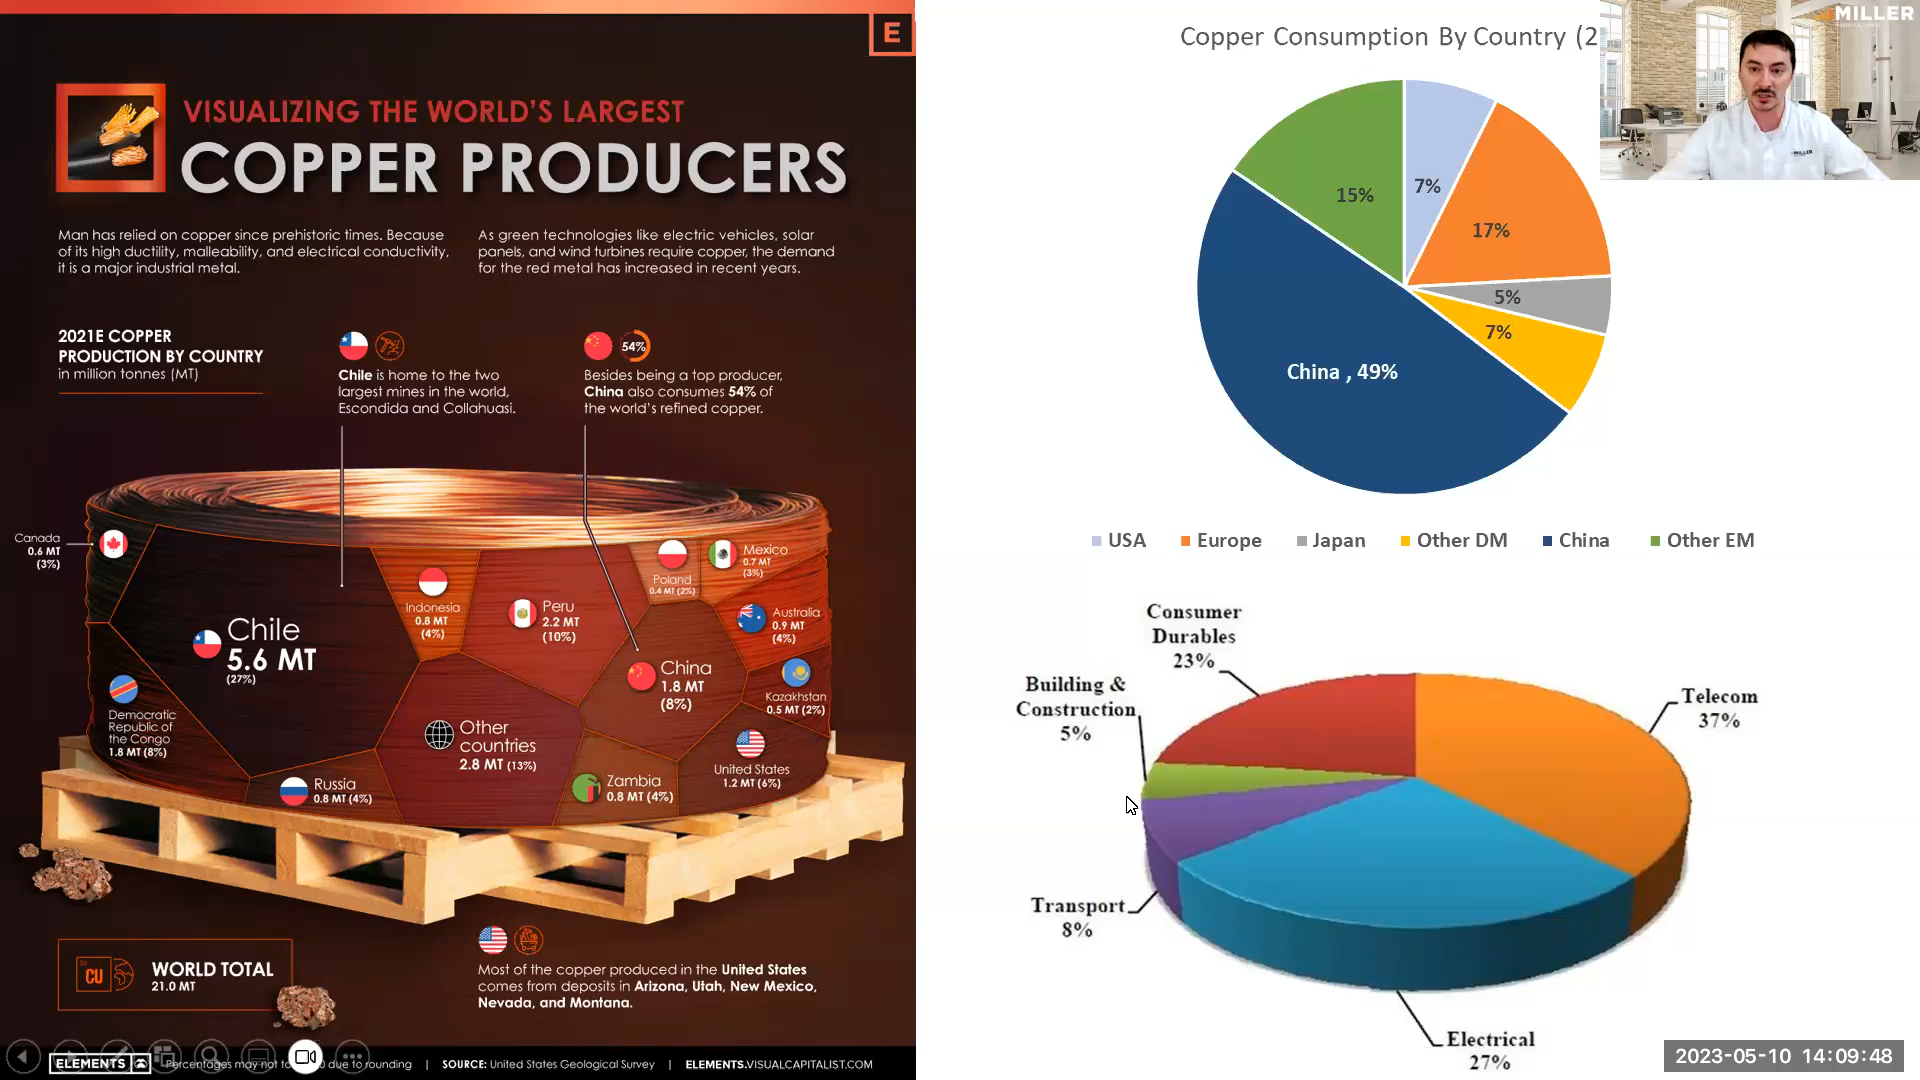 E
VISUALIZING THE WORLD'S LARGEST
COPPER PRODUCERS
Man has relied on copper since prehistoric times. Because
of its high ductility, malleability, and electrical conductivity,
it is a major industrial metal.
As green technologies like electric vehicles, solar
panels, and wind turbines require copper, the demand
for the red metal has increased in recent years.
2021E COPPER
PRODUCTION BY COUNTRY
in million tonnes (MT)
Chile is home to the two
largest mines in the world,
Escondida and Collahuasi.
54%
Besides being a top producer,
China also consumes 54% of
the world's refined copper.
Canada
0.6 MT
(3%)
Chile
5.6 MT
(27%)
Indonesia
0.8 MT
(4%)
Peru
2.2 MT
(10%)
Poland
0.4 MT (2%)
Mexico
0.7 MT
(3%)
Australia
0.9 MT
(4%)
China
1.8 MT
(8%)
Kazakhstan
0.5 MT (2%)
Democratic
Republic of
the Congo
1.8 MT (8%)
Other
countries
2.8 MT (13%)
United States
1.2 MT (6%)
Russia
0.8 MT (4%)
Zambia
0.8 MT (4%)
CU
WORLD TOTAL
21.0 MT
Most of the copper produced in the United States
comes from deposits in Arizona, Utah, New Mexico,
Nevada, and Montana.
ELEMENTS
Percentages may not to 0 due to rounding | SOURCE: United States Geological Survey | ELEMENTS.VISUALCAPITALIST.COM
Copper Consumption By Country (2
MILLER
MILLER
15%
7%
17%
5%
7%
China , 49%
USA Europe Japan Other DM China Other EM
Consumer
Durables
23%
Building &
Construction
5%
Telecom
37%
Transport
8%
Electrical
27%
2023-05-10 14:09:48